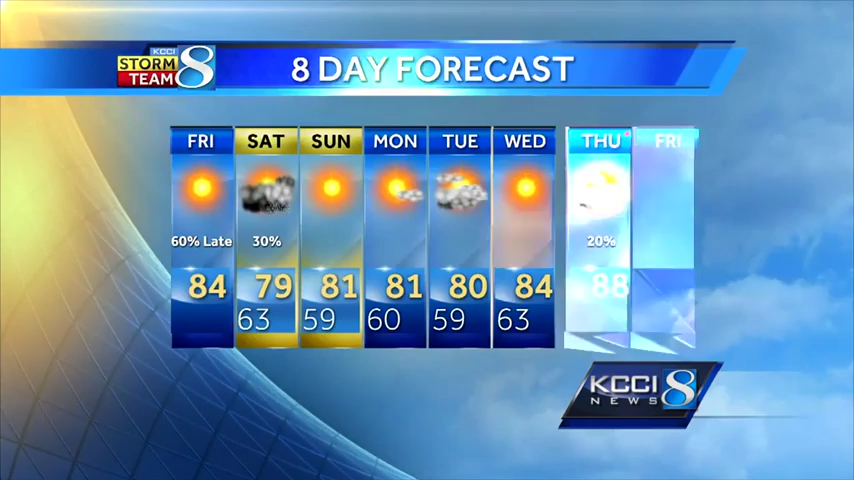 KCCI
STORM
TEAM 8
8 DAY FORECAST
FRI SAT SUN MON TUE WED THU FRI
60% Late 30% 20%
84 79 81 81 80 84 88
63 59 60 59 63
KCCI 8
NEWS